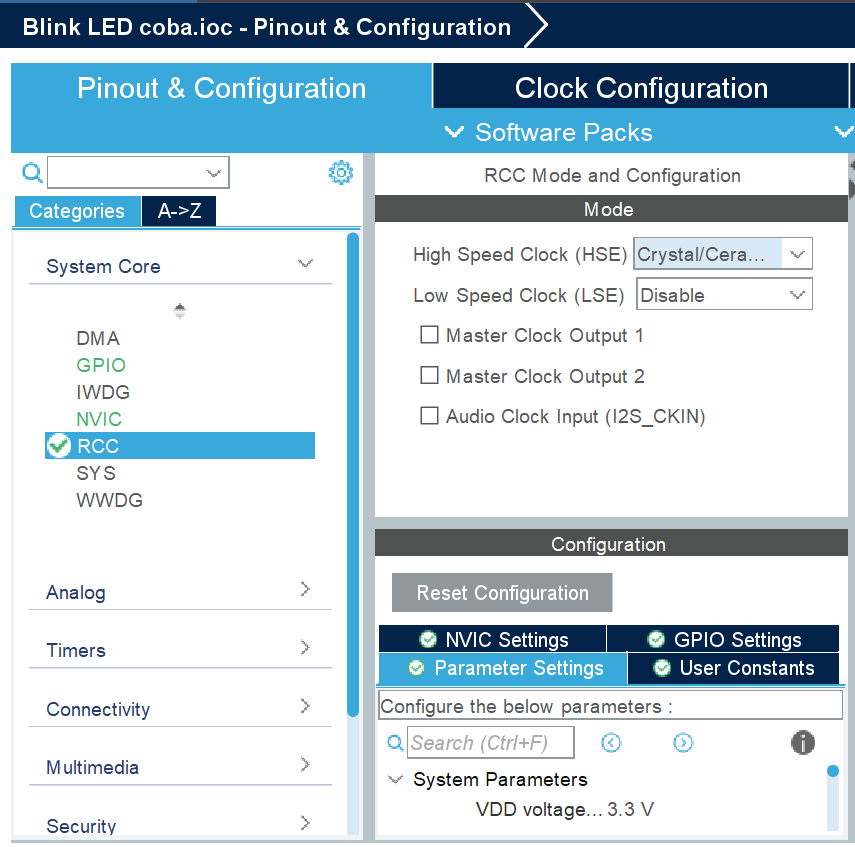 Blink LED coba.ioc - Pinout & Configuration
Pinout & Configuration
Clock Configuration
Software Packs
Categories
A->Z
System Core
DMA
GPIO
IWDG
NVIC
RCC
SYS
WWDG
Analog
Timers
Connectivity
Multimedia
Security
RCC Mode and Configuration
Mode
High Speed Clock (HSE) Crystal/Cera...
Low Speed Clock (LSE) Disable
Master Clock Output 1
Master Clock Output 2
Audio Clock Input (I2S_CKIN)
Configuration
Reset Configuration
NVIC Settings
GPIO Settings
Parameter Settings
User Constants
Configure the below parameters :
Search (Ctrl+F)
System Parameters
VDD voltage... 3.3 V